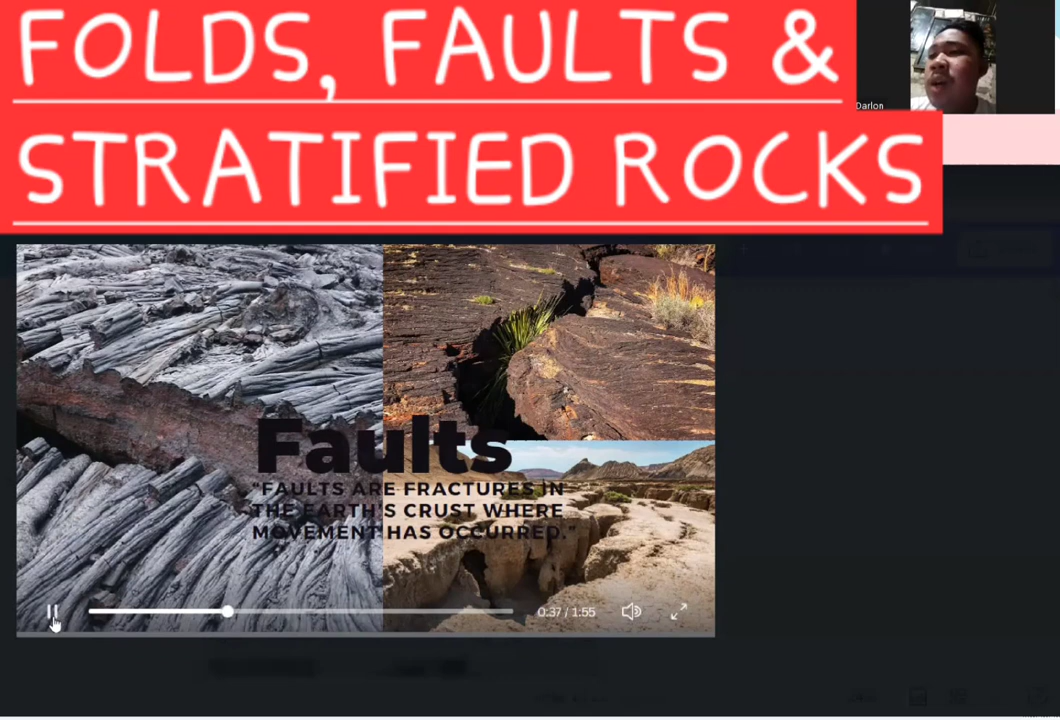 FOLDS, FAULTS &
STRATIFIED ROCKS
Darlon
Faults
"FAULTS ARE FRACTURES IN
THE EARTH'S CRUST WHERE
MOVEMENT HAS OCCURRED."
0:37 / 1:55